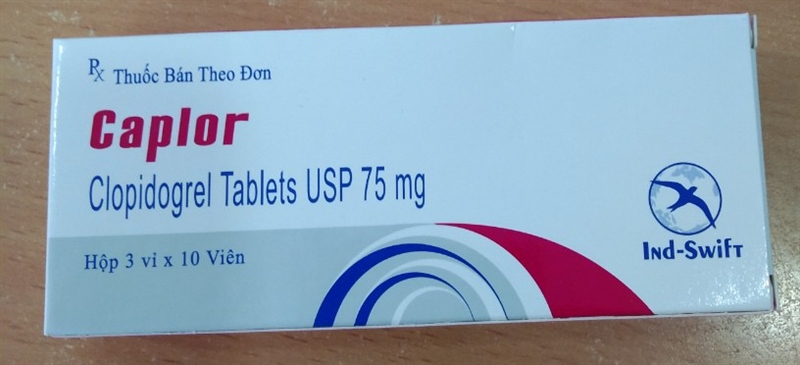 Rx Thuốc Bán Theo Đơn
Caplor
Clopidogrel Tablets USP 75 mg
Hộp 3 vỉ x 10 Viên
IND-SWIFT